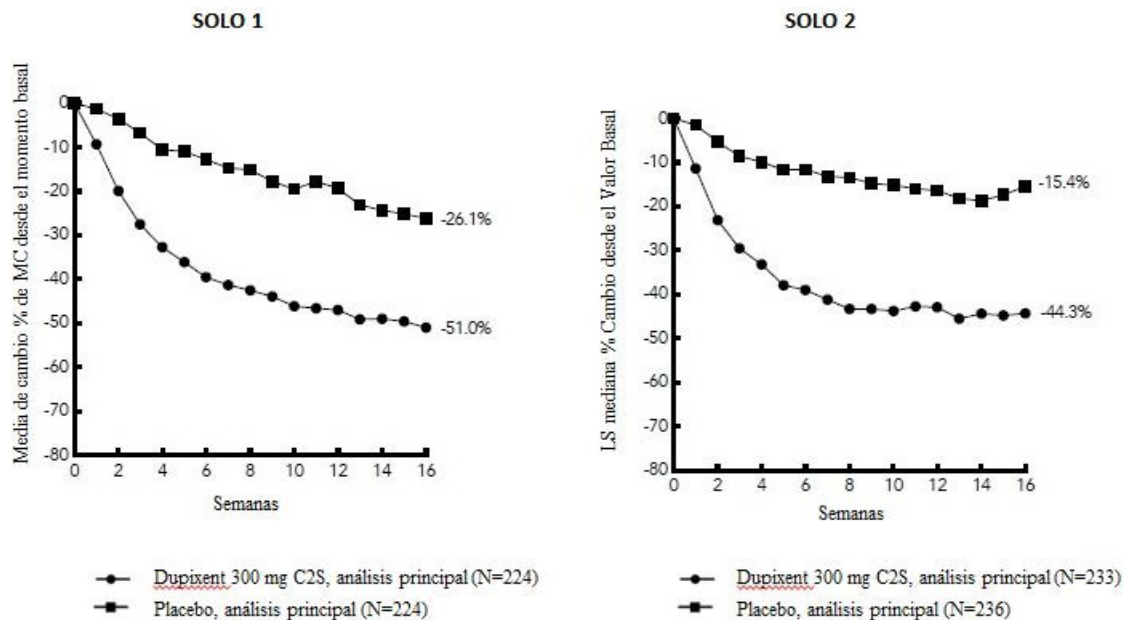 SOLO 1
Media de cambio % de MC desde el momento basal
0
-10
-20
-30
-40
-50
-60
-70
-80
0 2 4 6 8 10 12 14 16
-26.1%
-51.0%
Semanas
Dupixent 300 mg C2S, análisis principal (N=224)
Placebo, análisis principal (N=224)
SOLO 2
LS mediana % Cambio desde el Valor Basal
0
-10
-20
-30
-40
-50
-60
-70
-80
0 2 4 6 8 10 12 14 16
-15.4%
-44.3%
Semanas
Dupixent 300 mg C2S, análisis principal (N=233)
Placebo, análisis principal (N=236)